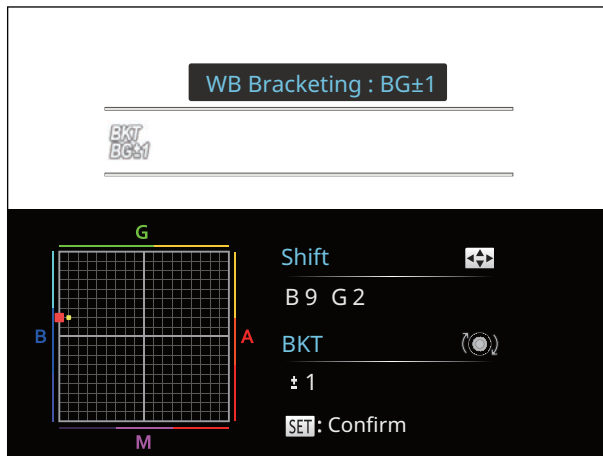 WB Bracketing : BG±1
BKT
BG±1
G
Shift
B 9 G 2
B
A
BKT
±1
SET : Confirm
M